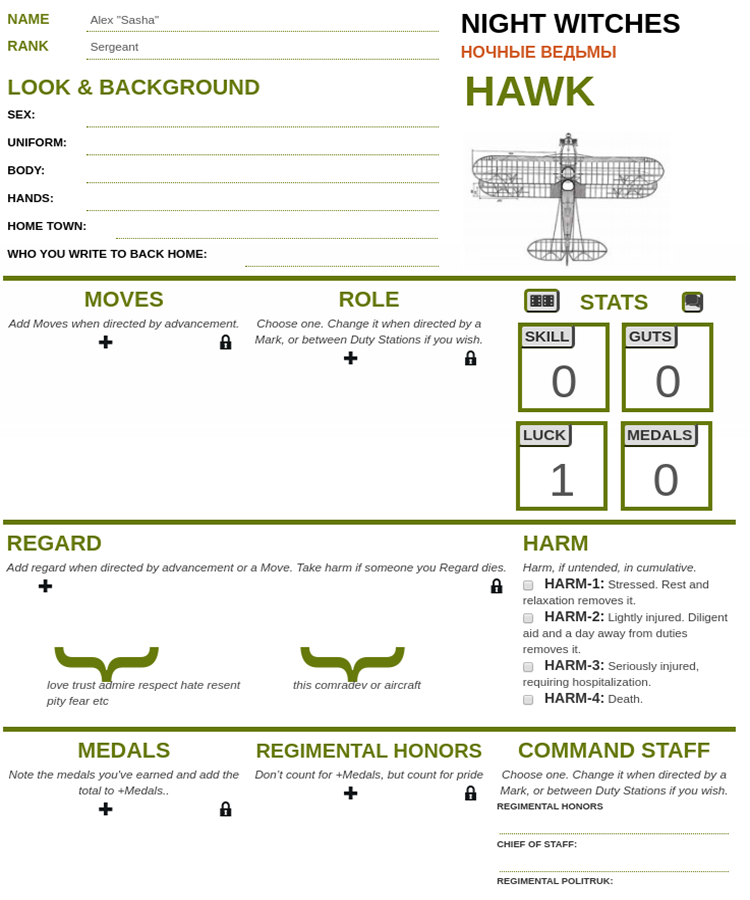 NAME Alex "Sasha"
RANK Sergeant
NIGHT WITCHES
НОЧНЫЕ ВЕДЬМЫ
HAWK
LOOK & BACKGROUND
SEX:
UNIFORM:
BODY:
HANDS:
HOME TOWN:
WHO YOU WRITE TO BACK HOME:
MOVES
Add Moves when directed by advancement.
ROLE
Choose one. Change it when directed by a
Mark, or between Duty Stations if you wish.
STATS
SKILL
0
GUTS
0
LUCK
1
MEDALS
0
REGARD
Add regard when directed by advancement or a Move. Take harm if someone you Regard dies.
love trust admire respect hate resent
pity fear etc
this comradev or aircraft
HARM
Harm, if untended, in cumulative.
HARM-1: Stressed. Rest and
relaxation removes it.
HARM-2: Lightly injured. Diligent
aid and a day away from duties
removes it.
HARM-3: Seriously injured,
requiring hospitalization.
HARM-4: Death.
MEDALS
Note the medals you've earned and add the
total to +Medals..
REGIMENTAL HONORS
Don't count for +Medals, but count for pride
COMMAND STAFF
Choose one. Change it when directed by a
Mark, or between Duty Stations if you wish.
REGIMENTAL HONORS
CHIEF OF STAFF:
REGIMENTAL POLITRUK: